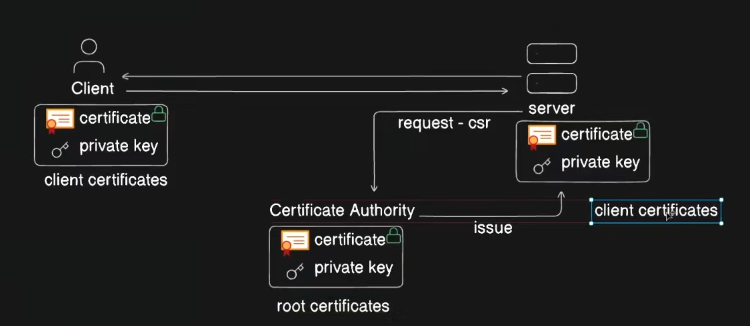 Client
server
certificate
private key
client certificates
request - csr
certificate
private key
Certificate Authority
issue
client certificates
certificate
private key
root certificates